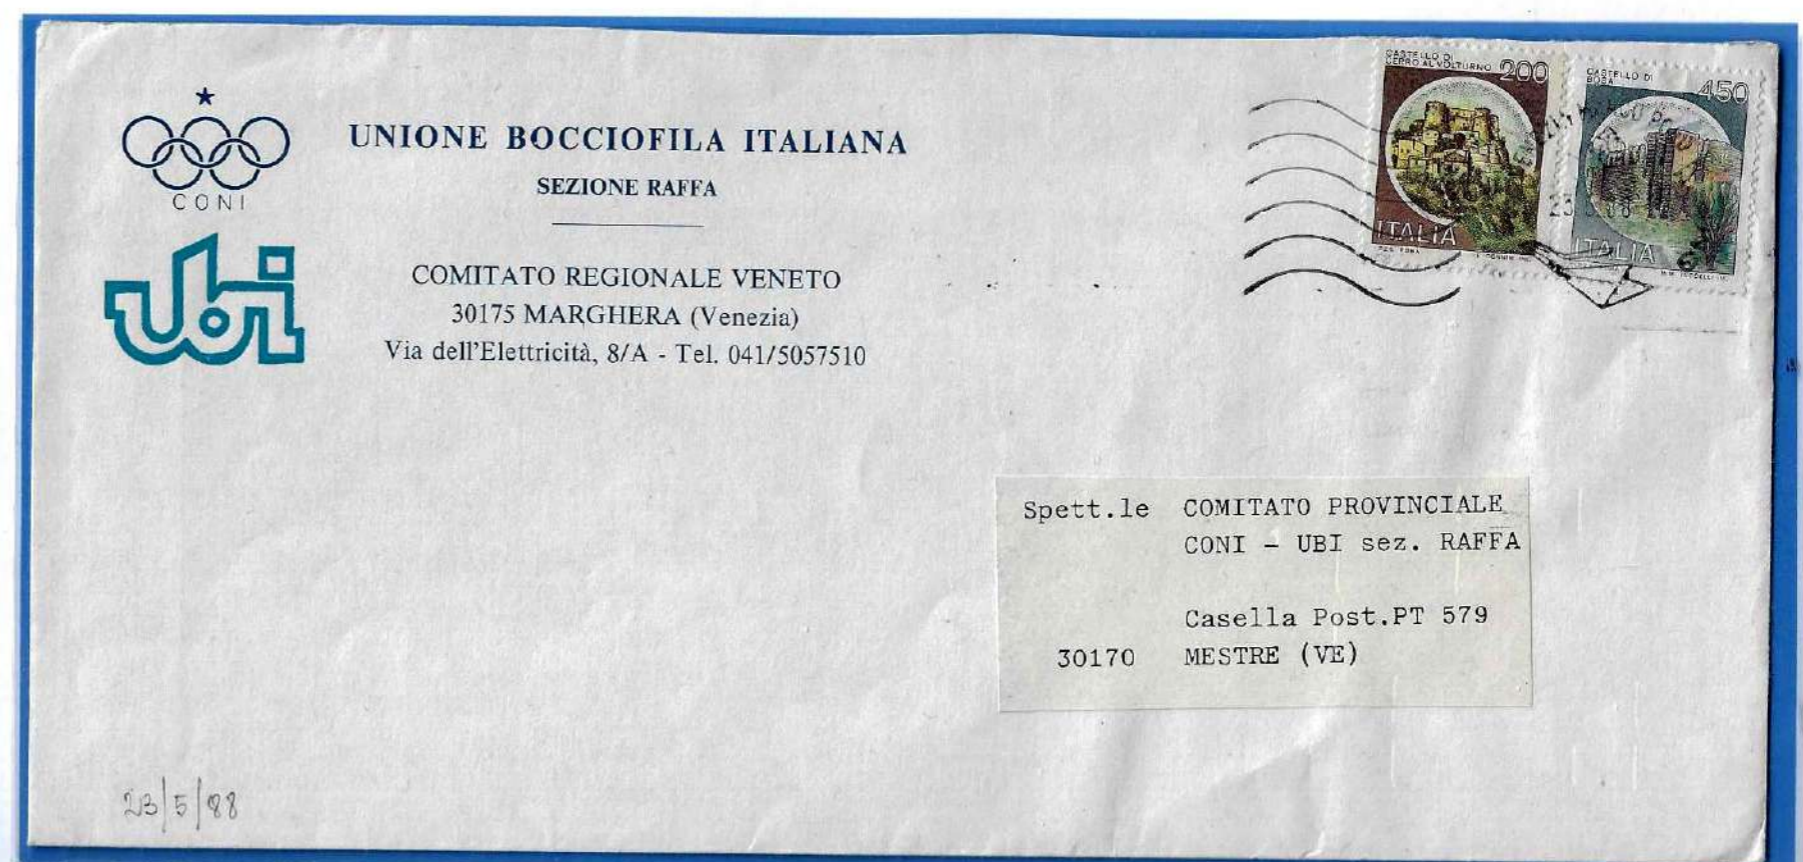 CONI
ubi
UNIONE BOCCIOFILA ITALIANA
SEZIONE RAFFA
COMITATO REGIONALE VENETO
30175 MARGHERA (Venezia)
Via dell'Elettricità, 8/A - Tel. 041/5057510
CASTELLO DI
CERRO AL VOLTURNO 200
ITALIA
CASTELLO DI
BOSA 450
ITALIA
Spett.le COMITATO PROVINCIALE
CONI - UBI sez. RAFFA
Casella Post.PT 579
30170 MESTRE (VE)
23/5/88